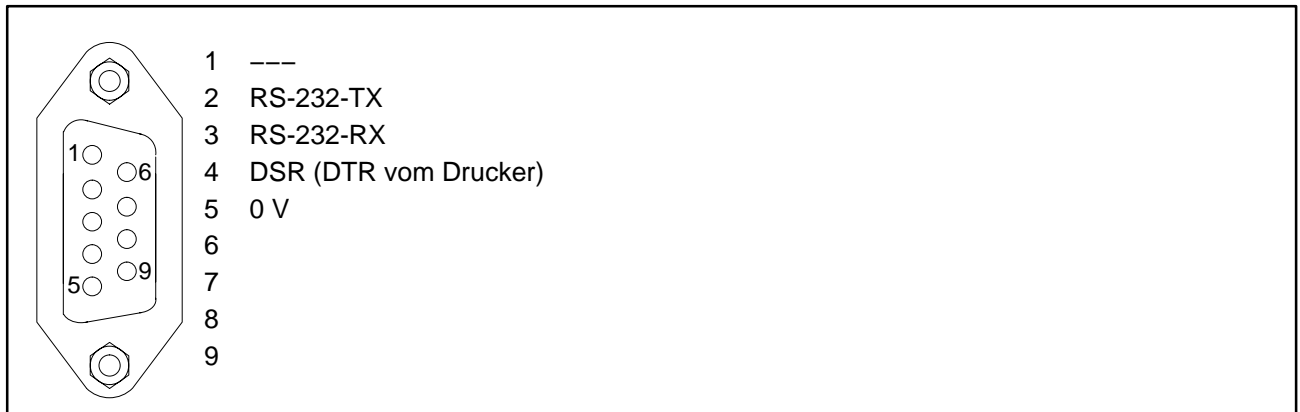 1 −−−
2 RS-232-TX
3 RS-232-RX
4 DSR (DTR vom Drucker)
5 0 V
6
7
8
9
1
6
5
9